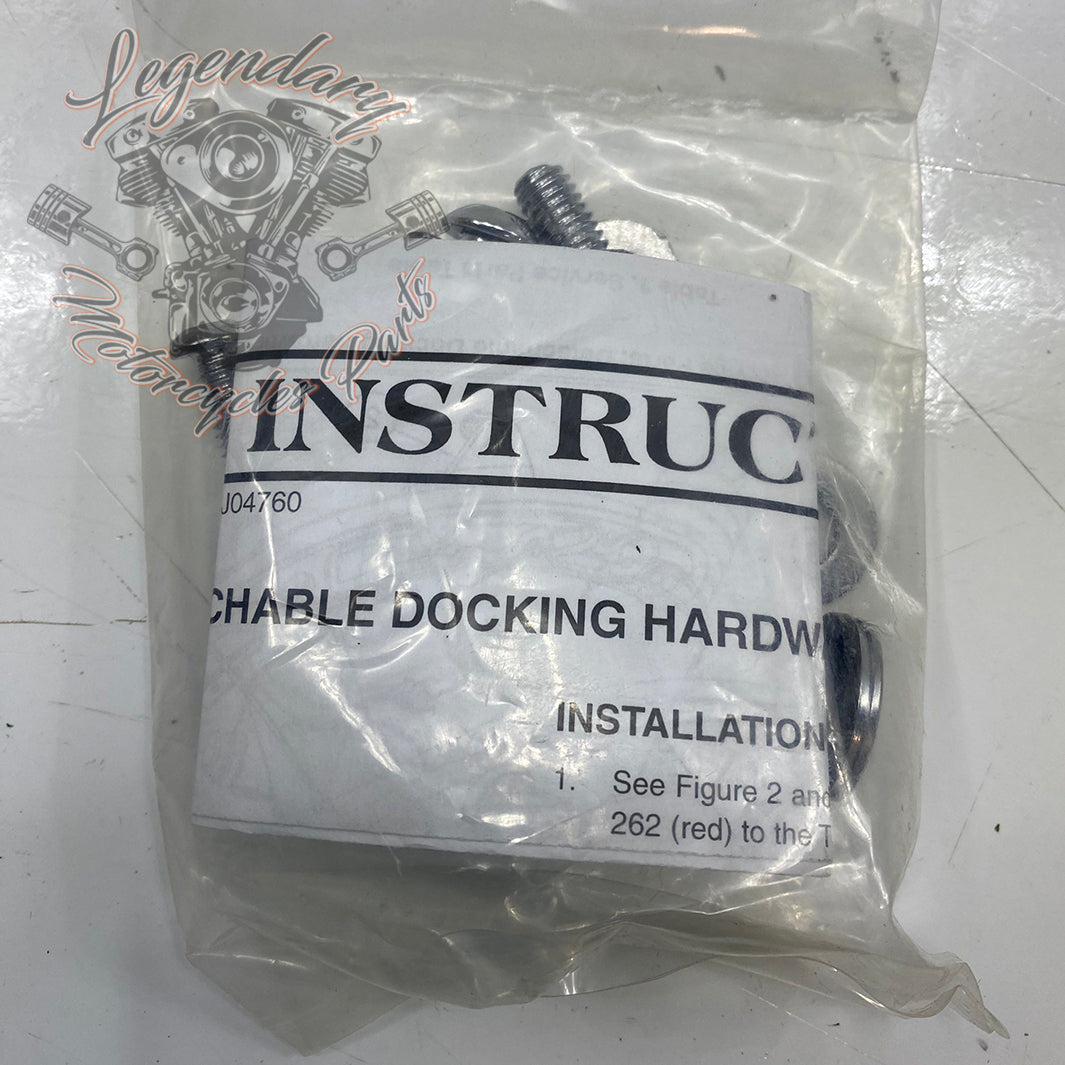 Legendary
Motorcycles Parts
INSTRUC
J04760
CHABLE DOCKING HARDW
INSTALLATION
1. See Figure 2 and
262 (red) to the T